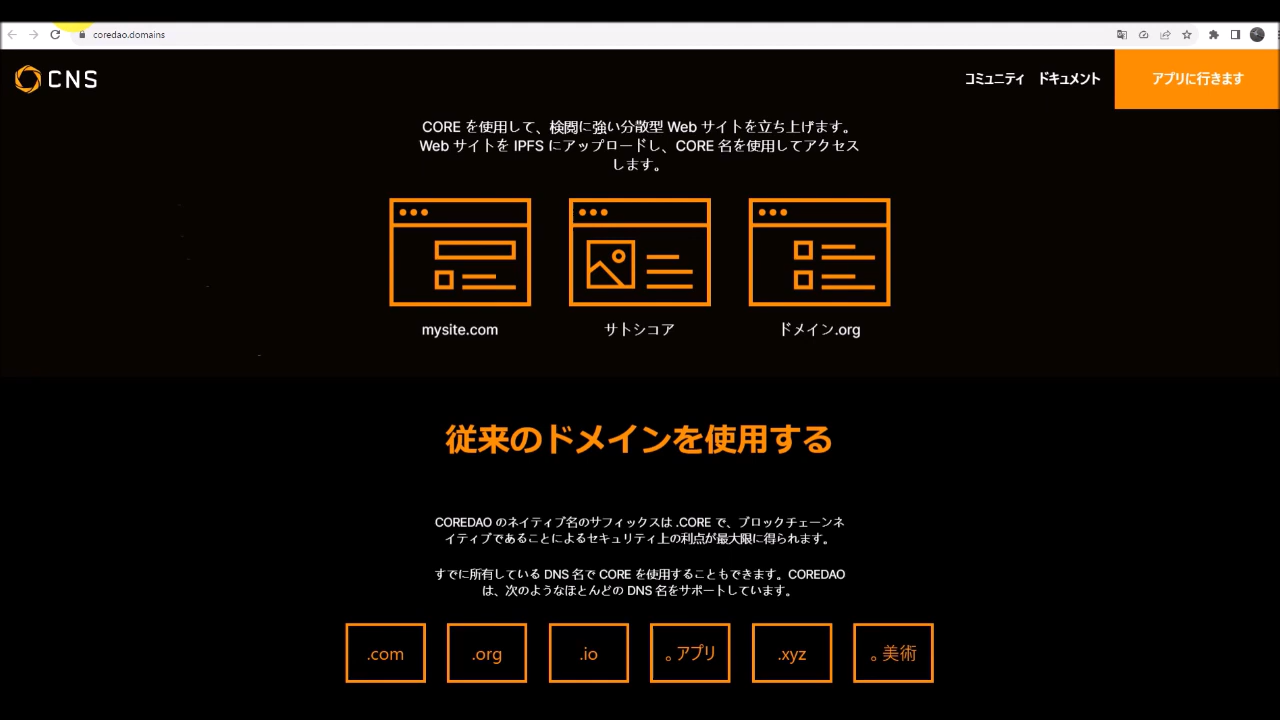 coredao.domains
CNS
コミュニティ
ドキュメント
アプリに行きます
CORE を使用して、検閲に強い分散型 Web サイトを立ち上げます。
Web サイトを IPFS にアップロードし、CORE 名を使用してアクセス
します。
mysite.com
サトシコア
ドメイン.org
従来のドメインを使用する
COREDAO のネイティブ名のサフィックスは .CORE で、ブロックチェーンネ
イティブであることによるセキュリティ上の利点が最大限に得られます。
すでに所有している DNS 名で CORE を使用することもできます。COREDAO
は、次のようなほとんどの DNS 名をサポートしています。
.com
.org
.io
。アプリ
.xyz
。美術